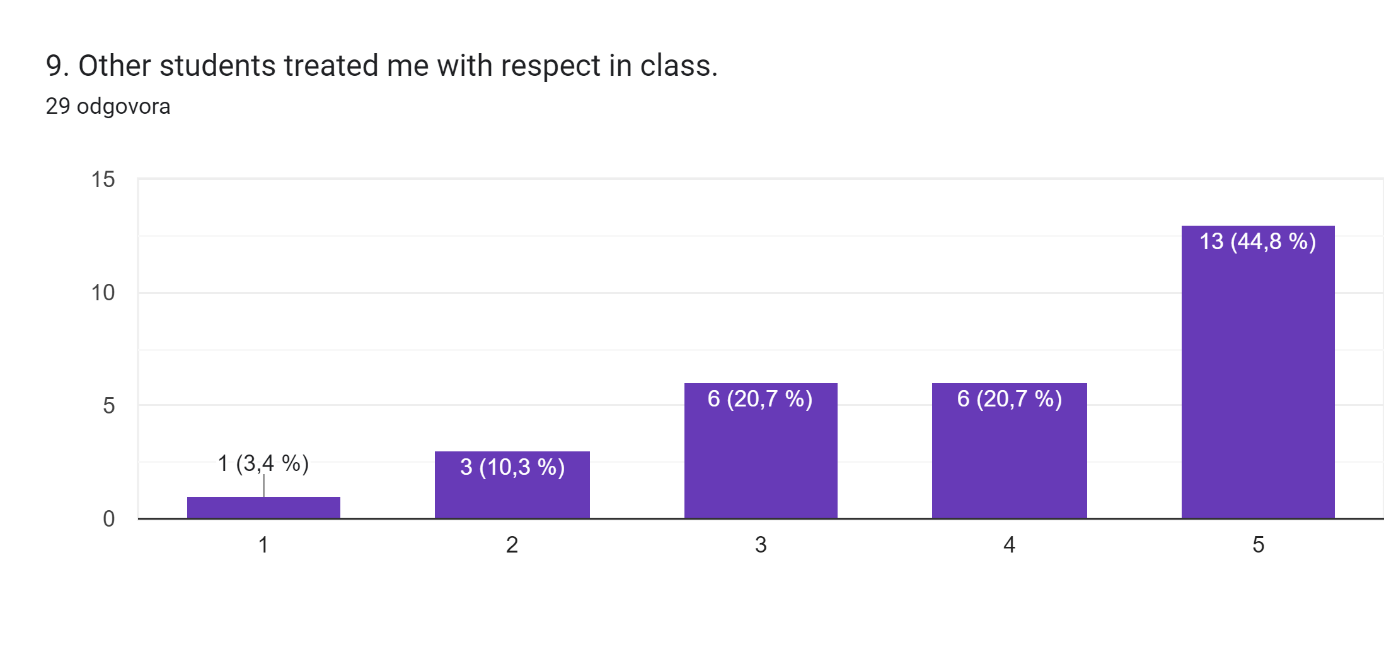 9. Other students treated me with respect in class.
29 odgovora
15
10
5
0
1 (3,4 %)
3 (10,3 %)
6 (20,7 %)
6 (20,7 %)
13 (44,8 %)
1
2
3
4
5